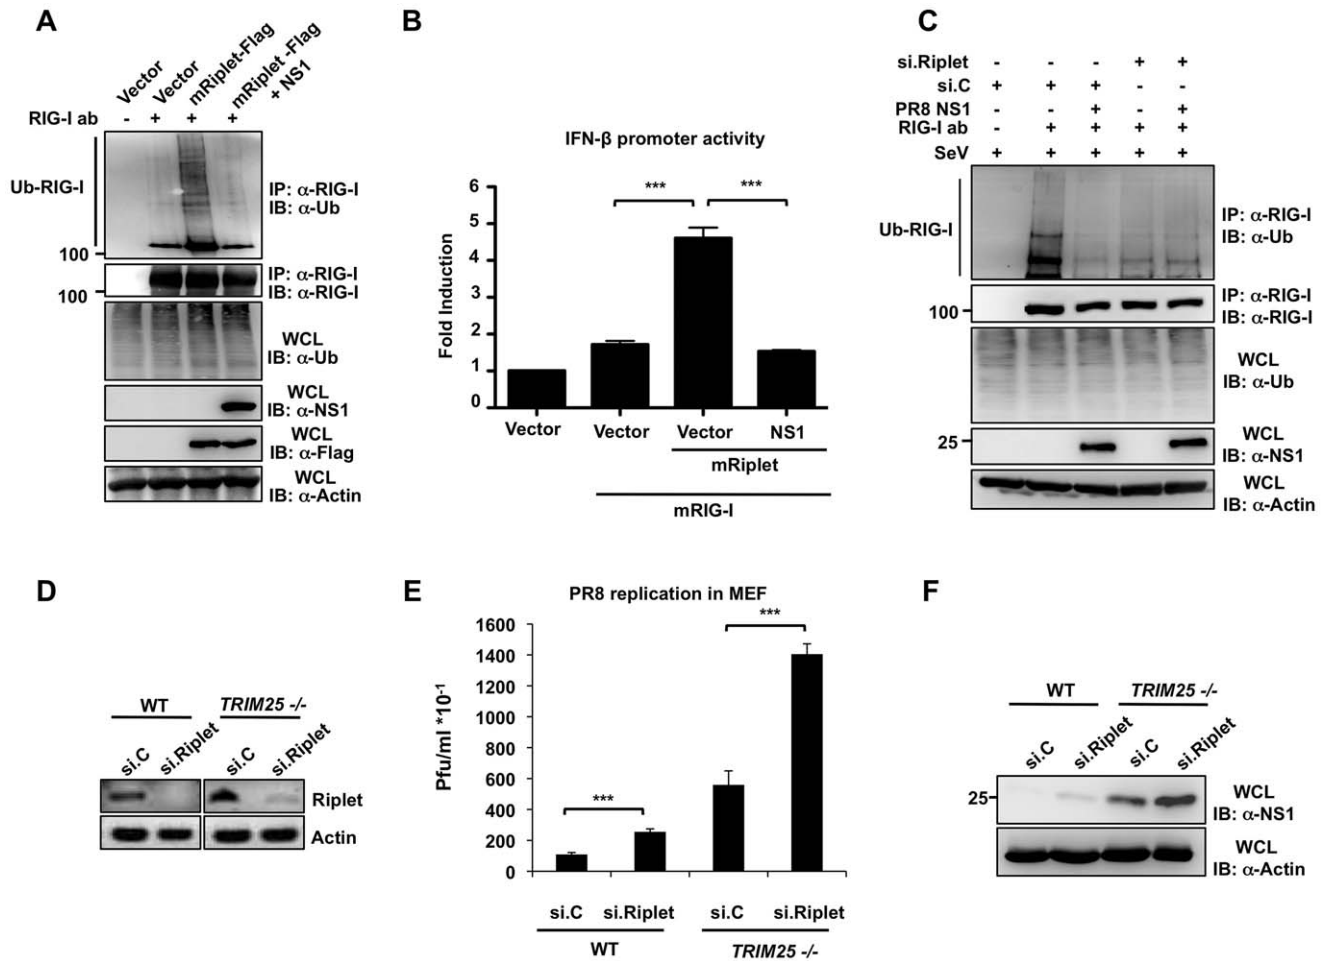 A
Vector
Vector
mRiplet-Flag
mRiplet -Flag
+ NS1
RIG-I ab - + + +
Ub-RIG-I
IP: α-RIG-I
IB: α-Ub
100
IP: α-RIG-I
IB: α-RIG-I
100
WCL
IB: α-Ub
WCL
IB: α-NS1
WCL
IB: α-Flag
WCL
IB: α-Actin
B
IFN-β promoter activity
*** ***
Fold Induction
6
5
4
3
2
1
0
Vector Vector Vector NS1
mRiplet
mRIG-I
C
si.Riplet - - - + +
si.C + + + - -
PR8 NS1 - - + - +
RIG-I ab - + + + +
SeV + + + + +
Ub-RIG-I
IP: α-RIG-I
IB: α-Ub
100
IP: α-RIG-I
IB: α-RIG-I
WCL
IB: α-Ub
25
WCL
IB: α-NS1
WCL
IB: α-Actin
D
WT TRIM25 -/-
si.C si.Riplet si.C si.Riplet
Riplet
Actin
E
PR8 replication in MEF
***
***
Pfu/ml *10-1
1600
1400
1200
1000
800
600
400
200
0
si.C si.Riplet si.C si.Riplet
WT TRIM25 -/-
F
WT TRIM25 -/-
si.C si.Riplet si.C si.Riplet
25
WCL
IB: α-NS1
WCL
IB: α-Actin